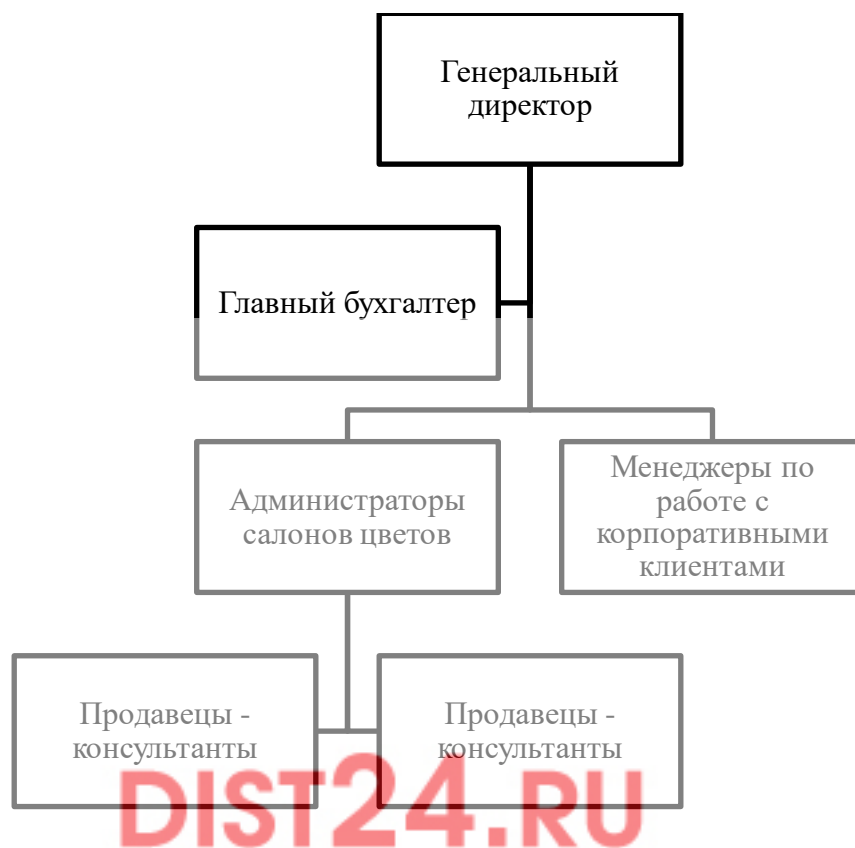 Генеральный
директор
Главный бухгалтер
Администраторы
салонов цветов
Менеджеры по
работе с
корпоративными
клиентами
Продавецы -
консультанты
Продавецы -
консультанты
DIST24.RU